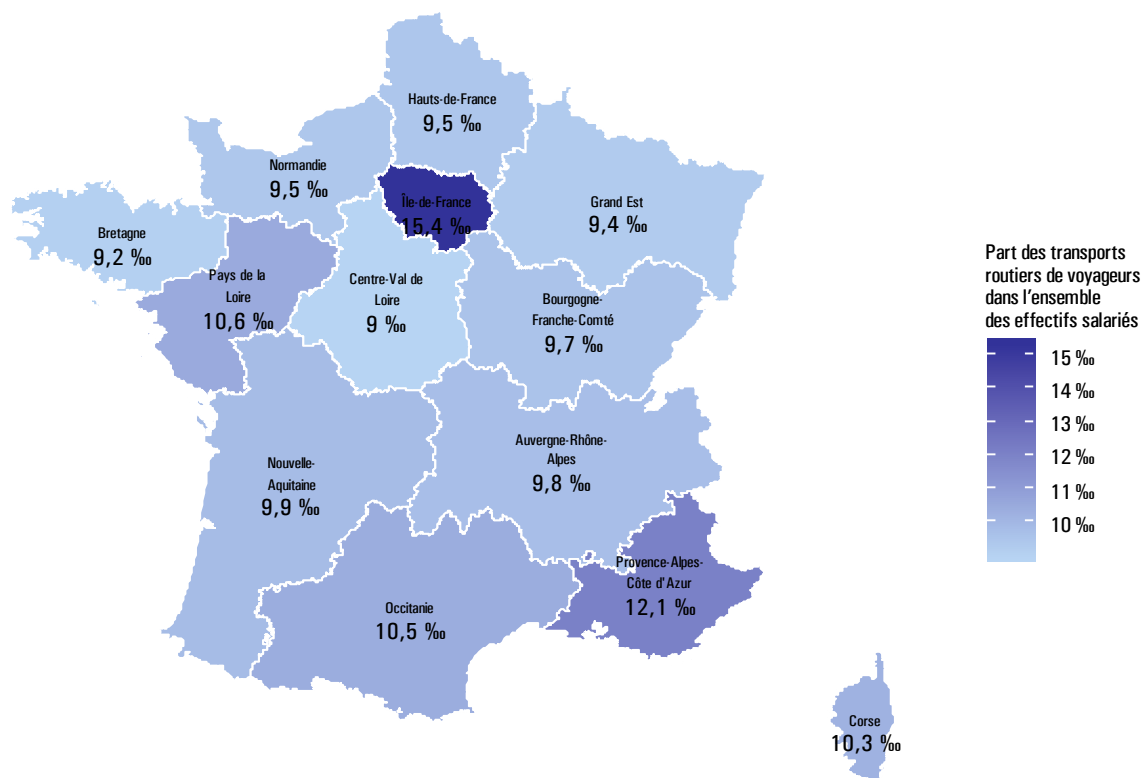 Hauts-de-France
9,5 ‰
Normandie
9,5 ‰
Île-de-France
15,4 ‰
Grand Est
9,4 ‰
Bretagne
9,2 ‰
Pays de la
Loire
10,6 ‰
Centre-Val de
Loire
9 ‰
Bourgogne-
Franche-Comté
9,7 ‰
Nouvelle-
Aquitaine
9,9 ‰
Auvergne-Rhône-
Alpes
9,8 ‰
Provence-Alpes-
Côte d'Azur
12,1 ‰
Occitanie
10,5 ‰
Corse
10,3 ‰
Part des transports
routiers de voyageurs
dans l'ensemble
des effectifs salariés
15 ‰
14 ‰
13 ‰
12 ‰
11 ‰
10 ‰